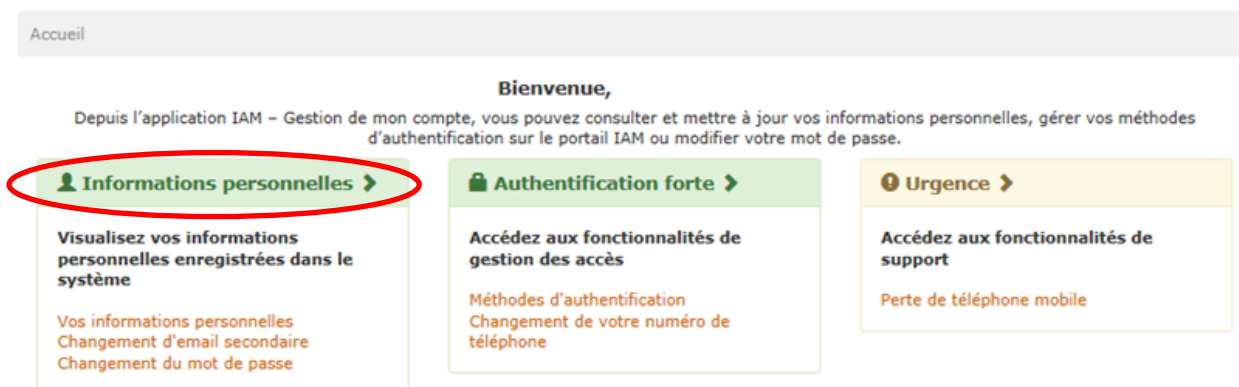 Accueil
Bienvenue,
Depuis l'application IAM – Gestion de mon compte, vous pouvez consulter et mettre à jour vos informations personnelles, gérer vos méthodes
d'authentification sur le portail IAM ou modifier votre mot de passe.
Informations personnelles
Visualisez vos informations
personnelles enregistrées dans le
système
Vos informations personnelles
Changement d'email secondaire
Changement du mot de passe
Authentification forte
Accédez aux fonctionnalités de
gestion des accès
Méthodes d'authentification
Changement de votre numéro de
téléphone
Urgence
Accédez aux fonctionnalités de
support
Perte de téléphone mobile